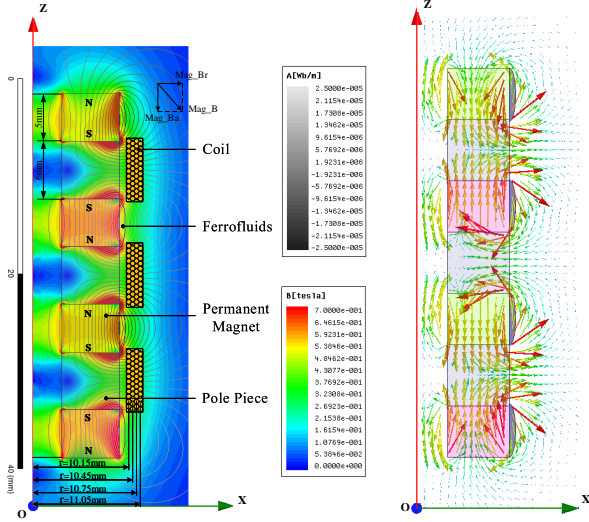 Z
0
20
40 (mm)
5mm
6mm
N
S
S
N
N
S
S
N
Mag_Br
Mag_B
Mag_Ba
Coil
Ferrofluids
Permanent
Magnet
Pole Piece
r=10.15mm
r=10.45mm
r=10.75mm
r=11.05mm
O
X
A[Wb/m]
2.5000e-005
2.1154e-005
1.7308e-005
1.3462e-005
9.6154e-006
5.7692e-006
1.9231e-006
-1.9231e-006
-5.7692e-006
-9.6154e-006
-1.3462e-005
-1.7308e-005
-2.1154e-005
-2.5000e-005
B[tesla]
7.0000e-001
6.4615e-001
5.9231e-001
5.3846e-001
4.8462e-001
4.3077e-001
3.7692e-001
3.2308e-001
2.6923e-001
2.1538e-001
1.6154e-001
1.0769e-001
5.3846e-002
0.0000e+000
Z
O
X